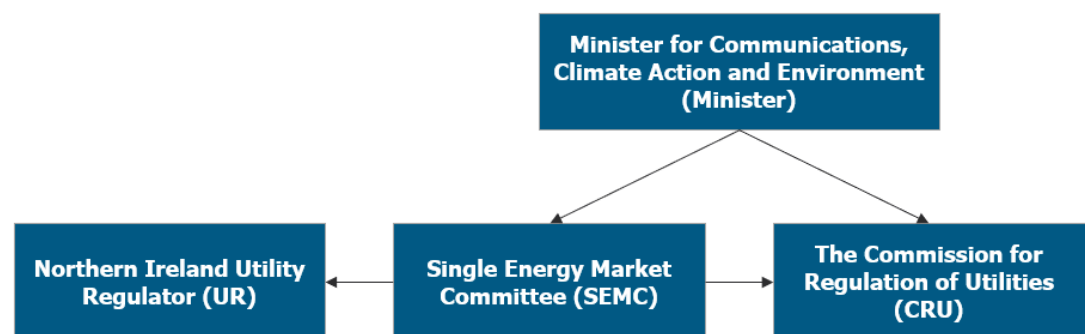 Minister for Communications,
Climate Action and Environment
(Minister)
Northern Ireland Utility
Regulator (UR)
Single Energy Market
Committee (SEMC)
The Commission for
Regulation of Utilities
(CRU)